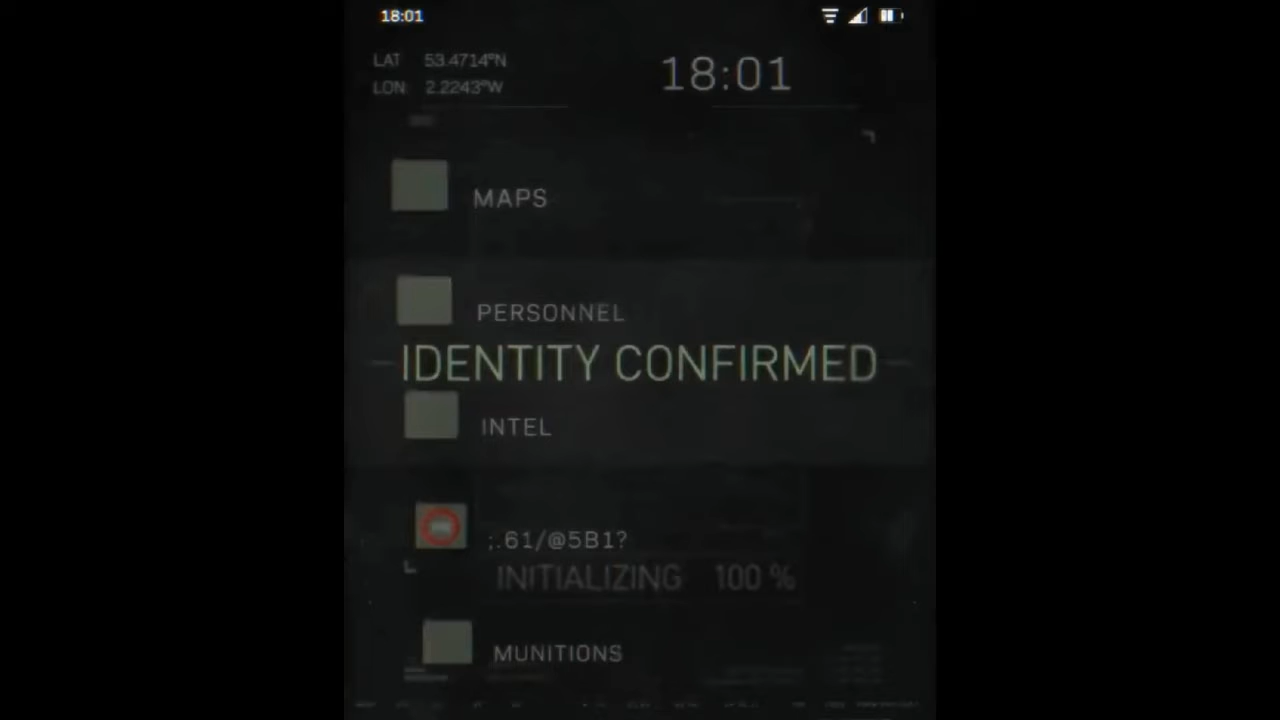 18:01
LAT 53.4714°N
18:01
LON 2.2243°W
MAPS
PERSONNEL
IDENTITY CONFIRMED
INTEL
;.61/@5B1?
INITIALIZING 100 %
MUNITIONS